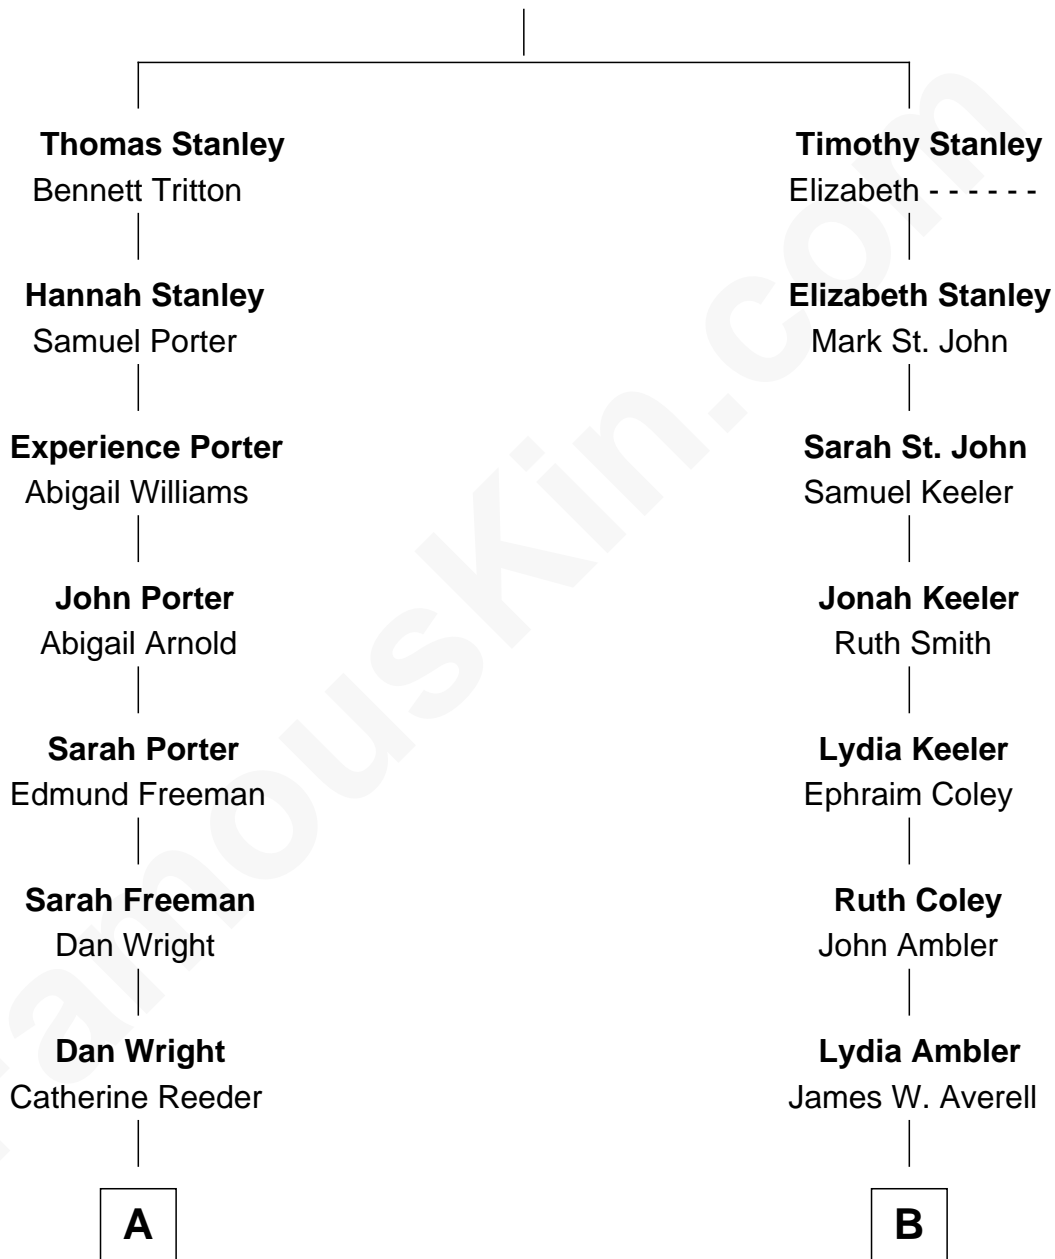 Thomas Stanley
Bennett Tritton
Hannah Stanley
Samuel Porter
Experience Porter
Abigail Williams
John Porter
Abigail Arnold
Sarah Porter
Edmund Freeman
Sarah Freeman
Dan Wright
Dan Wright
Catherine Reeder
A
Timothy Stanley
Elizabeth - - - - - -
Elizabeth Stanley
Mark St. John
Sarah St. John
Samuel Keeler
Jonah Keeler
Ruth Smith
Lydia Keeler
Ephraim Coley
Ruth Coley
John Ambler
Lydia Ambler
James W. Averell
B
FamousKin.com